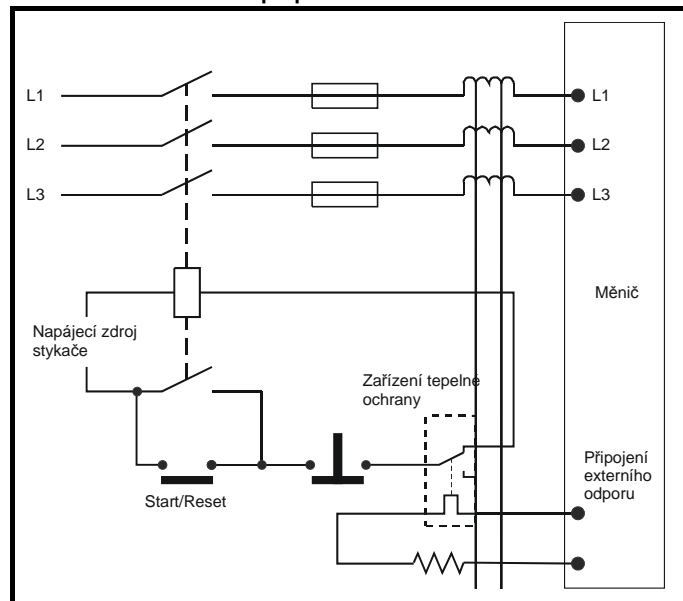 L1
L1
L2
L2
L3
L3
Měnič
Napájecí zdroj
stykače
Zařízení tepelné
ochrany
Připojení
externího
odporu
Start/Reset